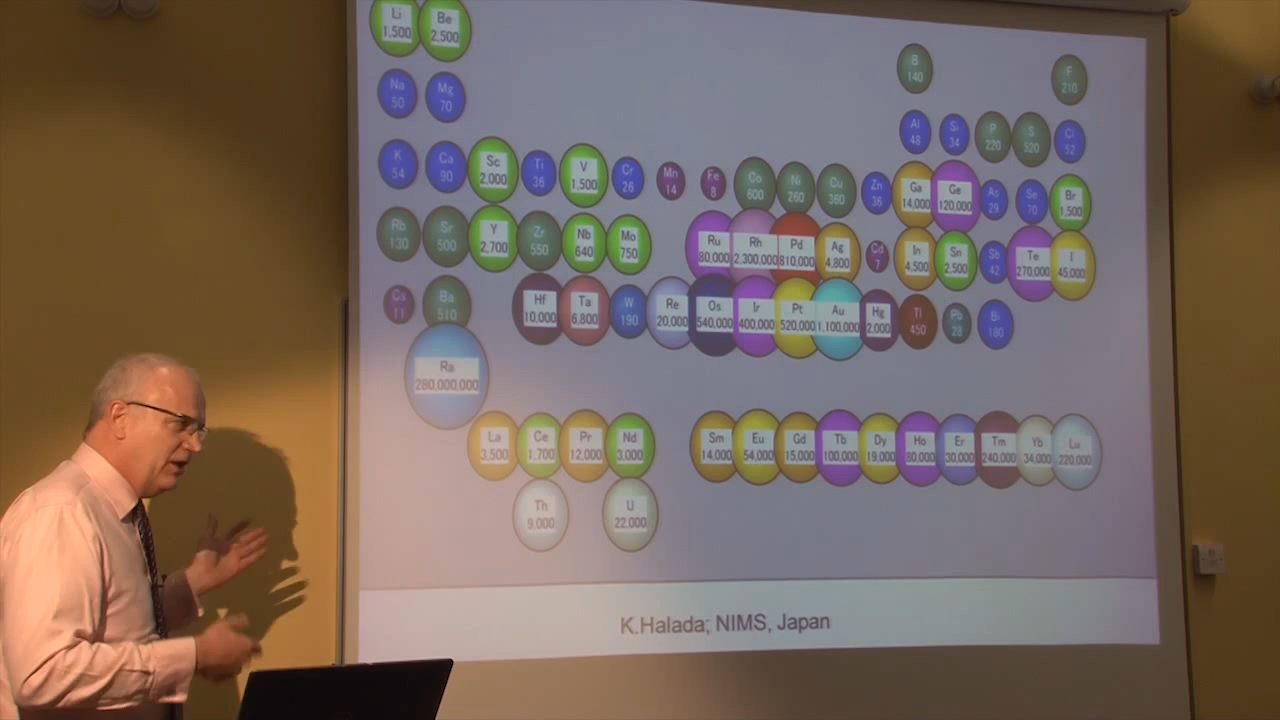 Li Be
1,500 2,500
B F
140 210
Na Mg
50 70
Al Si P S Cl
48 34 220 520 52
K Ca Sc Ti V Cr Mn Fe Co Ni Cu Zn Ga Ge As Se Br
54 90 2,000 36 1,500 26 14 8 600 260 360 36 14,000 120,000 29 70 1,500
Rb Sr Y Zr Nb Mo Ru Rh Pd Ag Cd In Sn Sb Te I
130 500 2,700 550 640 750 80,000 2,300,000 810,000 4,800 7 4,500 2,500 42 270,000 45,000
Cs Ba Hf Ta W Re Os Ir Pt Au Hg Tl Pb Bi
11 510 10,000 6,800 190 20,000 540,000 400,000 520,000 1,100,000 2,000 450 28 180
Ra
280,000,000
La Ce Pr Nd Sm Eu Gd Tb Dy Ho Er Tm Yb Lu
3,500 1,700 12,000 3,000 14,000 54,000 15,000 100,000 19,000 80,000 30,000 240,000 34,000 220,000
Th U
9,000 22,000
K.Halada; NIMS, Japan